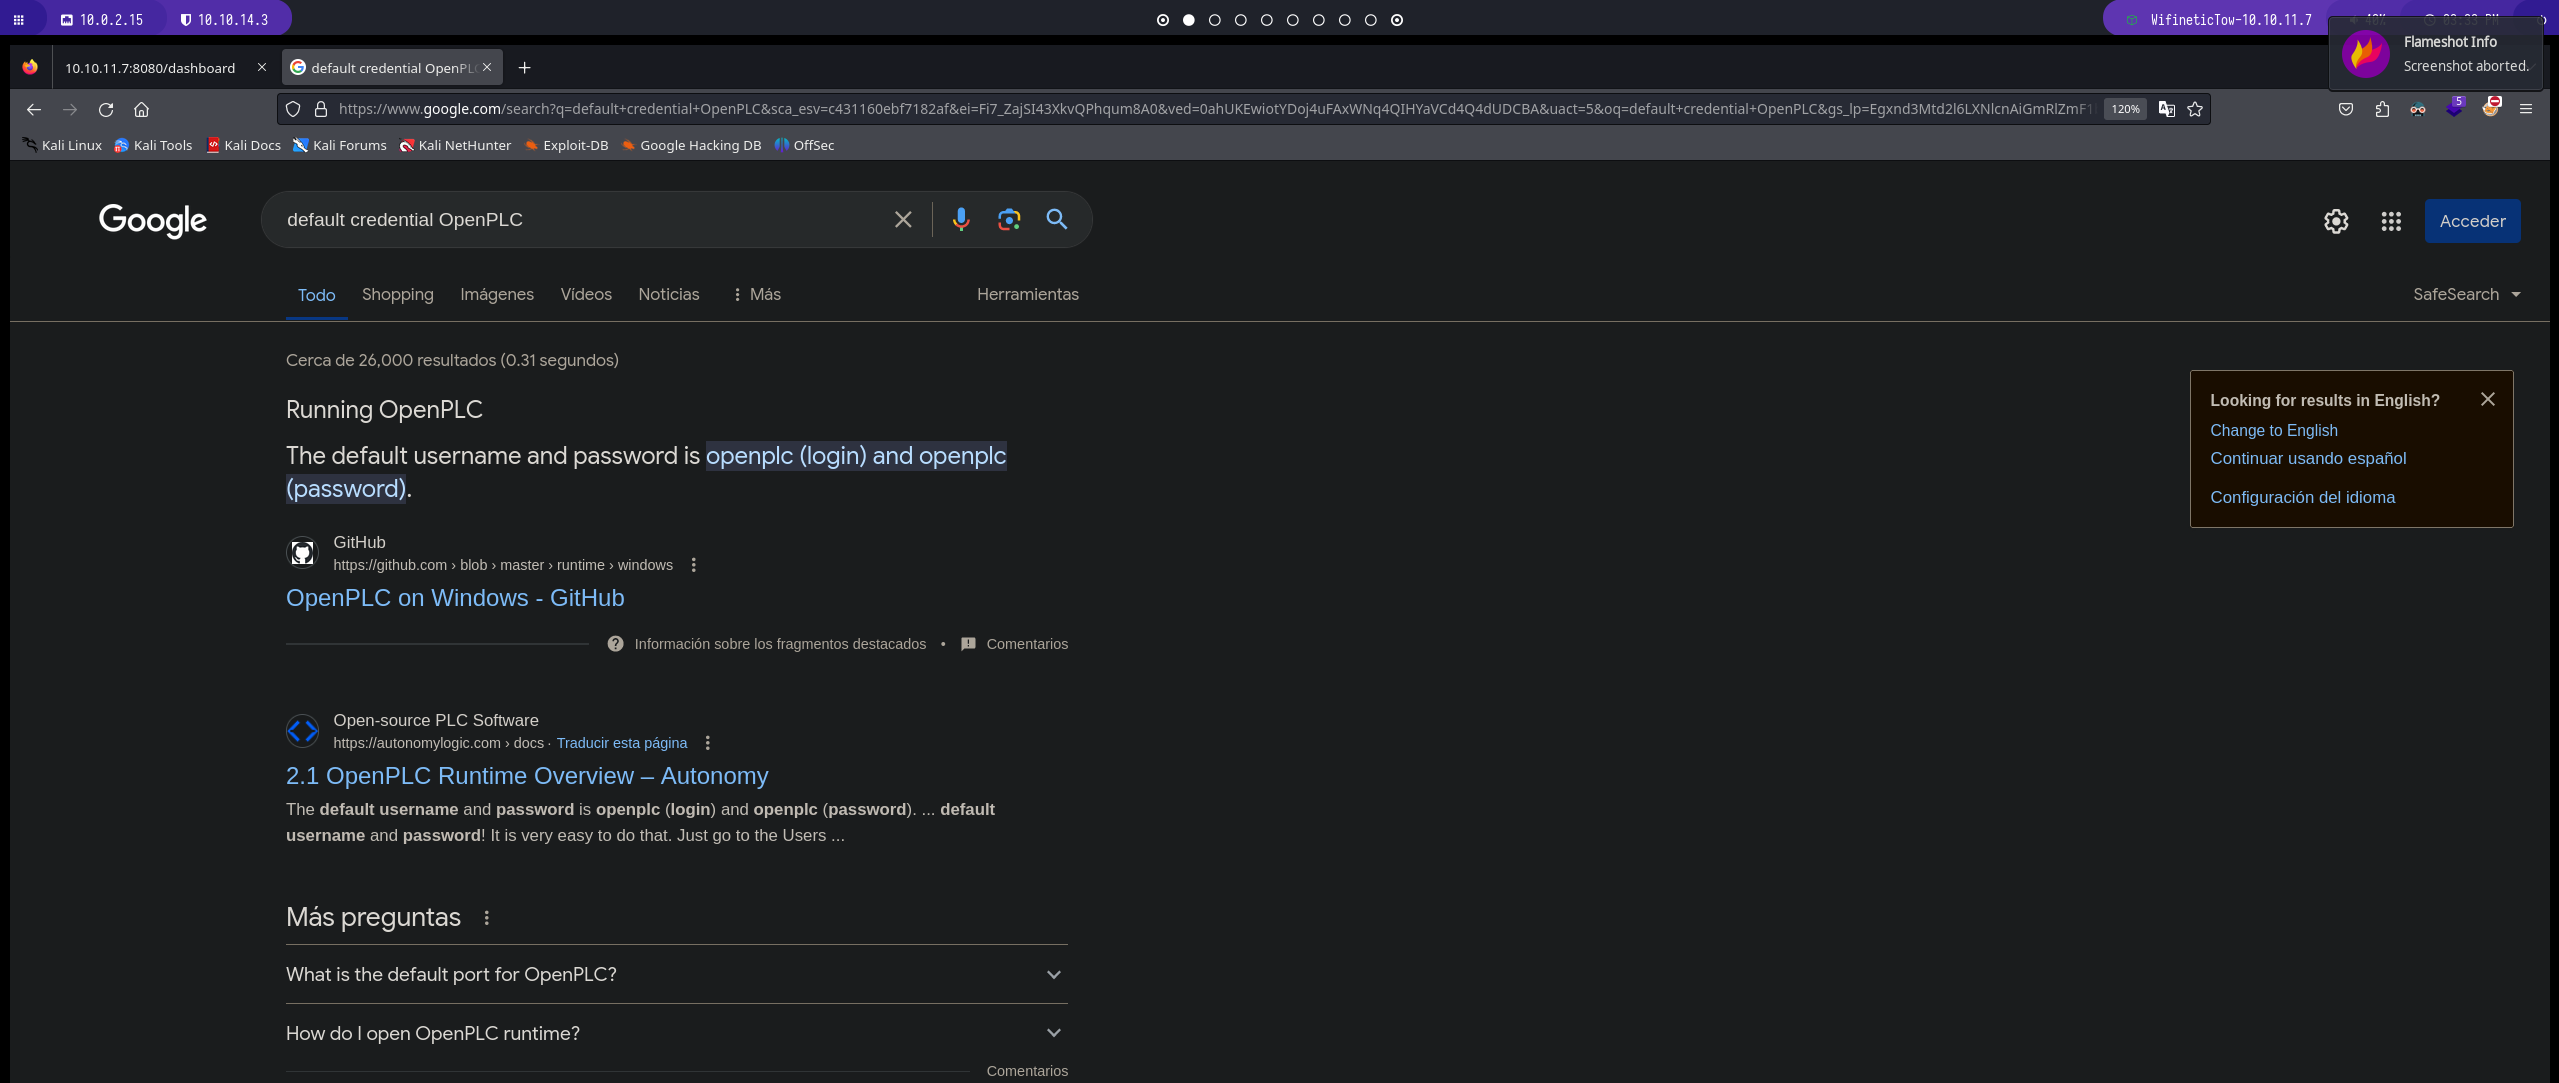 10.0.2.15 10.10.14.3 WifineticTow-10.10.11.7
Flameshot Info
Screenshot aborted.
10.10.11.7:8080/dashboard default credential OpenPLC
https://www.google.com/search?q=default+credential+OpenPLC&sca_esv=c431160ebf7182af&ei=Fi7_ZajSI43XkvQPhqum8A0&ved=0ahUKEwiotYDoj4uFAxWNq4QIHYaVCd4Q4dUDCBA&uact=5&oq=default+credential+OpenPLC&gs_lp=Egxnd3Mtd2l6LXNlcnAiGmRlZmF1 120% 5
Kali Linux Kali Tools Kali Docs Kali Forums Kali NetHunter Exploit-DB Google Hacking DB OffSec
Google default credential OpenPLC Acceder
Todo Shopping Imágenes Vídeos Noticias Más Herramientas SafeSearch
Cerca de 26,000 resultados (0.31 segundos)
Running OpenPLC
The default username and password is openplc (login) and openplc
(password).
GitHub
https://github.com › blob › master › runtime › windows
OpenPLC on Windows - GitHub
Información sobre los fragmentos destacados • Comentarios
Open-source PLC Software
https://autonomylogic.com › docs · Traducir esta página
2.1 OpenPLC Runtime Overview – Autonomy
The default username and password is openplc (login) and openplc (password). ... default
username and password! It is very easy to do that. Just go to the Users ...
Más preguntas
What is the default port for OpenPLC?
How do I open OpenPLC runtime?
Comentarios
Looking for results in English?
Change to English
Continuar usando español
Configuración del idioma